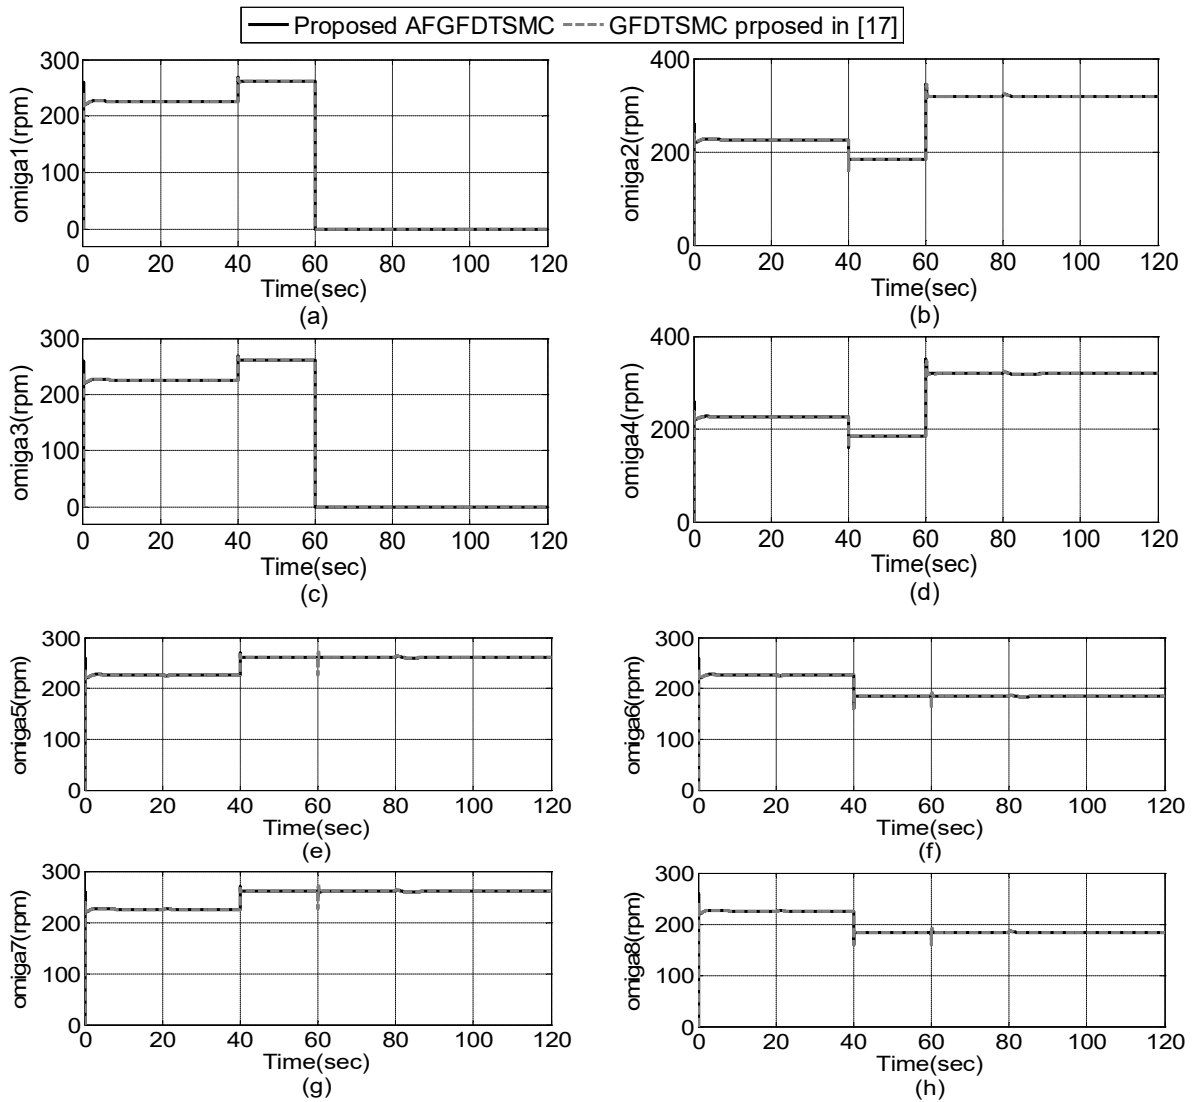 Proposed AFGFDTSMC GFDTSMC prposed in [17]
300
200
100
0
omiga1(rpm)
0 20 40 60 80 100 120
Time(sec)
(a)
400
200
0
omiga2(rpm)
0 20 40 60 80 100 120
Time(sec)
(b)
300
200
100
0
omiga3(rpm)
0 20 40 60 80 100 120
Time(sec)
(c)
400
200
0
omiga4(rpm)
0 20 40 60 80 100 120
Time(sec)
(d)
300
200
100
0
omiga5(rpm)
0 20 40 60 80 100 120
Time(sec)
(e)
300
200
100
0
omiga6(rpm)
0 20 40 60 80 100 120
Time(sec)
(f)
300
200
100
0
omiga7(rpm)
0 20 40 60 80 100 120
Time(sec)
(g)
300
200
100
0
omiga8(rpm)
0 20 40 60 80 100 120
Time(sec)
(h)